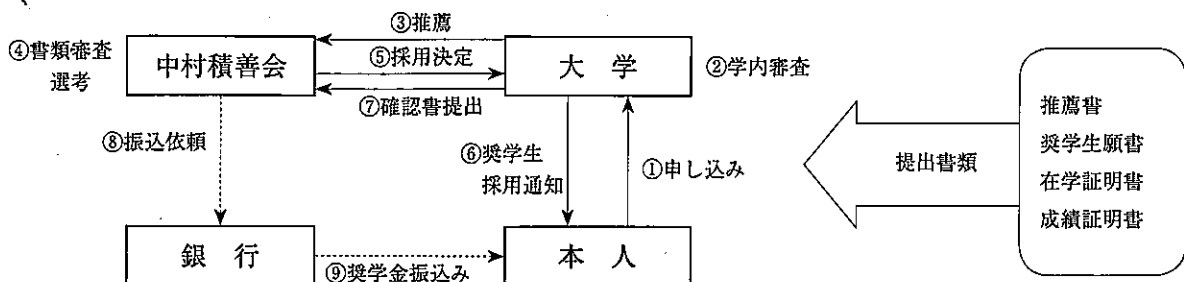 ③推薦
④書類審査
選考
中村積善会
⑤採用決定
大　学
②学内審査
⑦確認書提出
⑧振込依頼
⑥奨学生
採用通知
①申し込み
提出書類
推薦書
奨学生願書
在学証明書
成績証明書
銀　行
⑨奨学金振込み
本　人